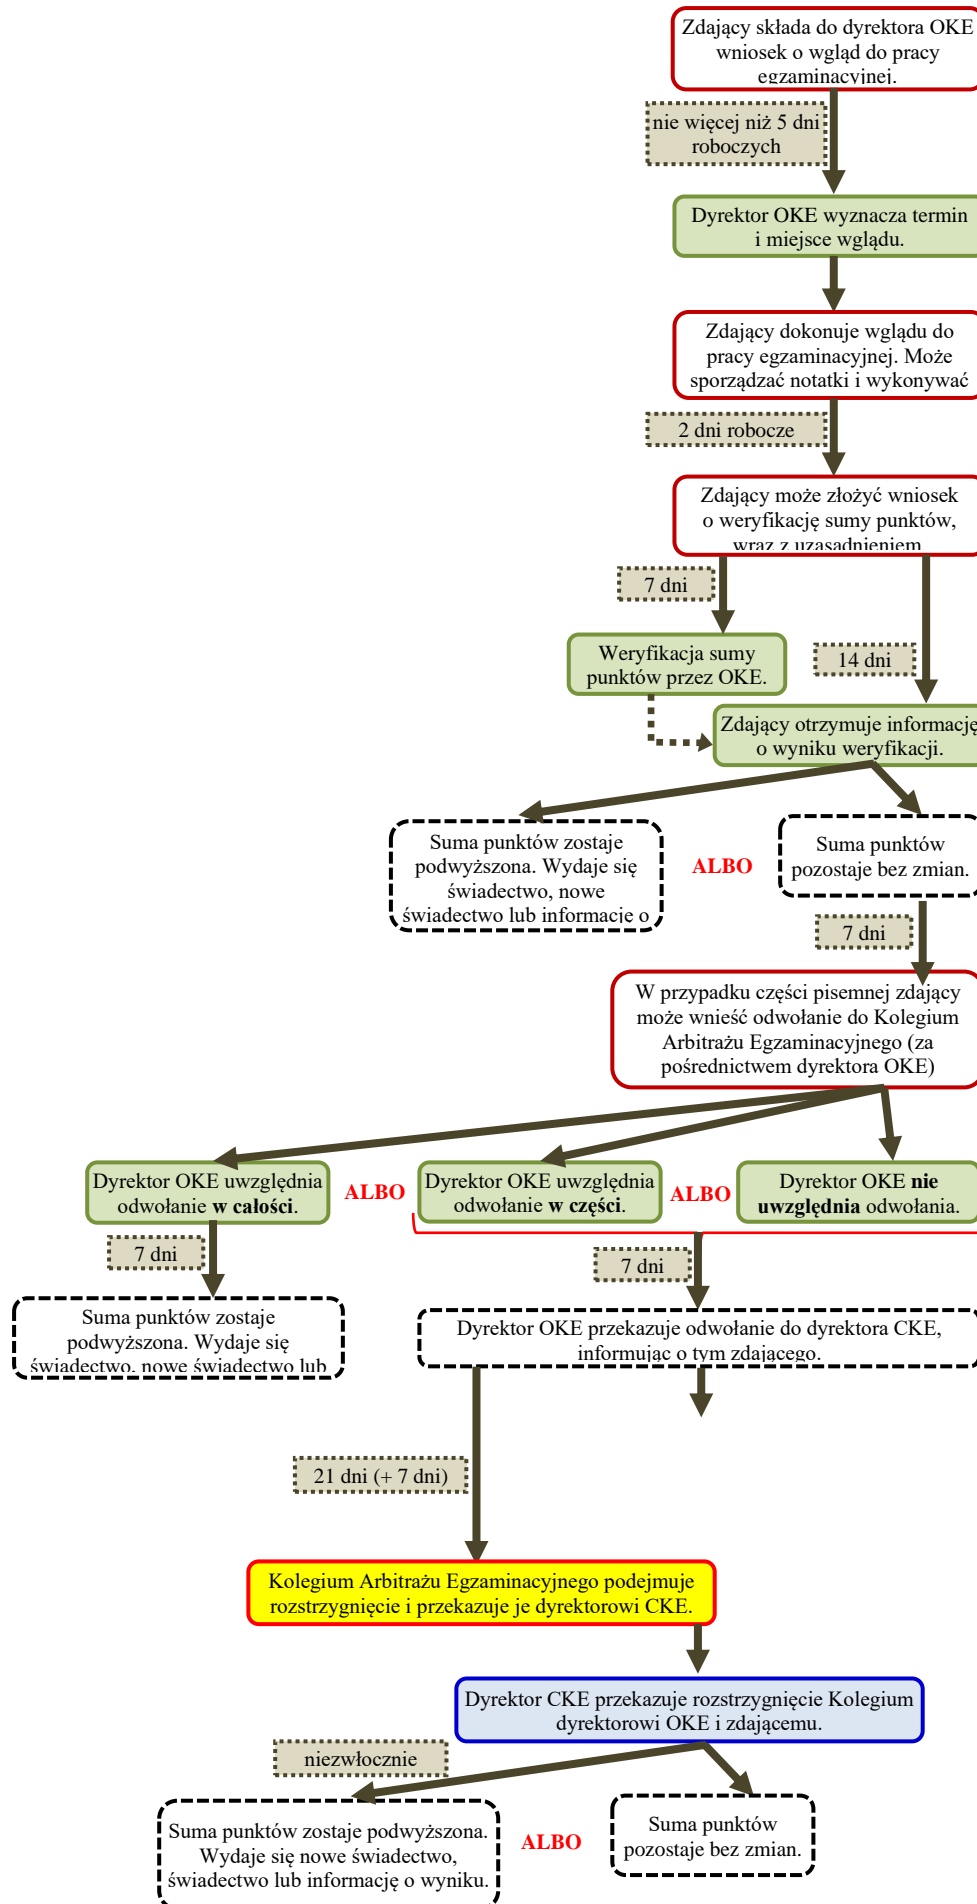 Zdający składa do dyrektora OKE
wniosek o wgląd do pracy
egzaminacyjnej.
nie więcej niż 5 dni
roboczych
Dyrektor OKE wyznacza termin
i miejsce wglądu.
Zdający dokonuje wglądu do
pracy egzaminacyjnej. Może
sporządzać notatki i wykonywać
2 dni robocze
Zdający może złożyć wniosek
o weryfikację sumy punktów,
wraz z uzasadnieniem
7 dni
Weryfikacja sumy
punktów przez OKE.
14 dni
Zdający otrzymuje informację
o wyniku weryfikacji.
Suma punktów zostaje
podwyższona. Wydaje się
świadectwo, nowe
świadectwo lub informację o
ALBO
Suma punktów
pozostaje bez zmian.
7 dni
W przypadku części pisemnej zdający
może wnieść odwołanie do Kolegium
Arbitrażu Egzaminacyjnego (za
pośrednictwem dyrektora OKE)
Dyrektor OKE uwzględnia
odwołanie w całości.
ALBO
Dyrektor OKE uwzględnia
odwołanie w części.
ALBO
Dyrektor OKE nie
uwzględnia odwołania.
7 dni
7 dni
Suma punktów zostaje
podwyższona. Wydaje się
świadectwo, nowe świadectwo lub
Dyrektor OKE przekazuje odwołanie do dyrektora CKE,
informując o tym zdającego.
21 dni (+ 7 dni)
Kolegium Arbitrażu Egzaminacyjnego podejmuje
rozstrzygnięcie i przekazuje je dyrektorowi CKE.
Dyrektor CKE przekazuje rozstrzygnięcie Kolegium
dyrektorowi OKE i zdającemu.
niezwłocznie
Suma punktów zostaje podwyższona.
Wydaje się nowe świadectwo,
świadectwo lub informację o wyniku.
ALBO
Suma punktów
pozostaje bez zmian.